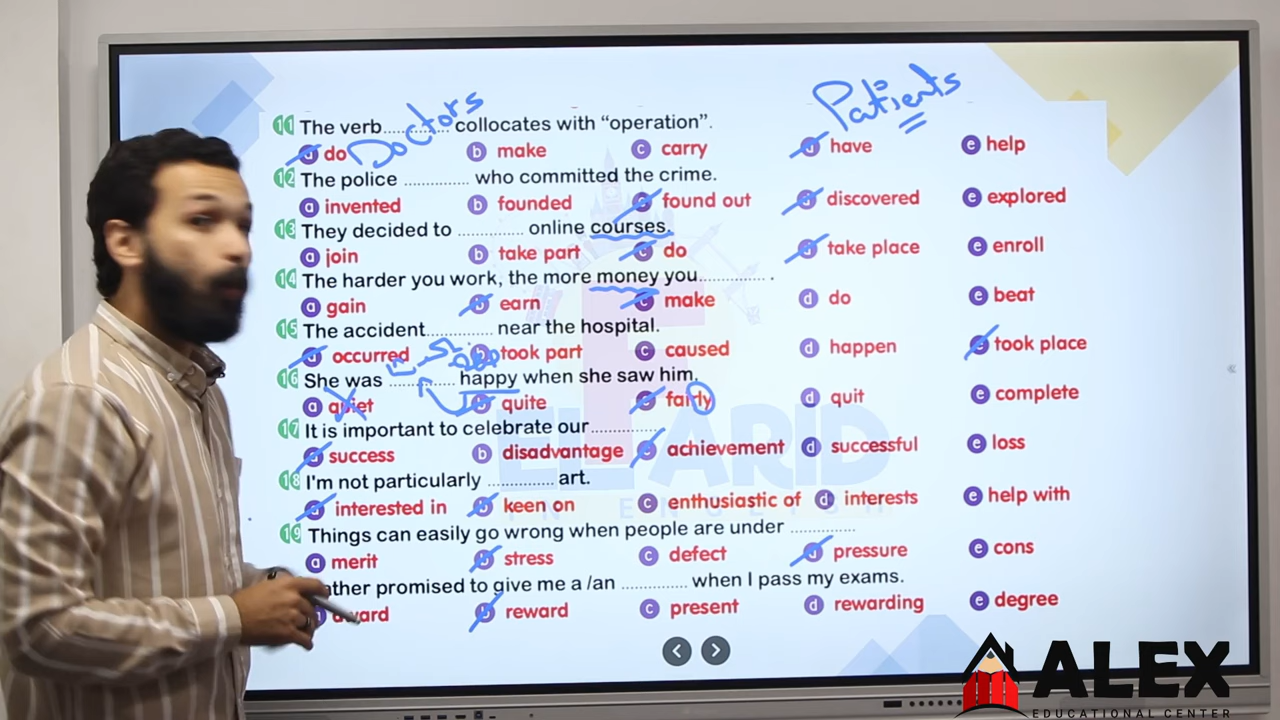 Doctors
Patients
11 The verb.............. collocates with “operation”.
a do b make c carry d have e help
12 The police .............. who committed the crime.
a invented b founded c found out d discovered e explored
13 They decided to .............. online courses.
a join b take part c do d take place e enroll
14 The harder you work, the more money you.............. .
a gain b earn c make d do e beat
15 The accident.............. near the hospital.
a occurred b took part c caused d happen e took place
16 She was .............. happy when she saw him.
a quiet b quite c fairly d quit e complete
17 It is important to celebrate our..............
a success b disadvantage c achievement d successful e loss
18 I'm not particularly .............. art.
a interested in b keen on c enthusiastic of d interests e help with
19 Things can easily go wrong when people are under ..............
a merit b stress c defect d pressure e cons
ather promised to give me a /an .............. when I pass my exams.
award b reward c present d rewarding e degree
EL ARID
IN ENGLISH
ALEX
EDUCATIONAL CENTER